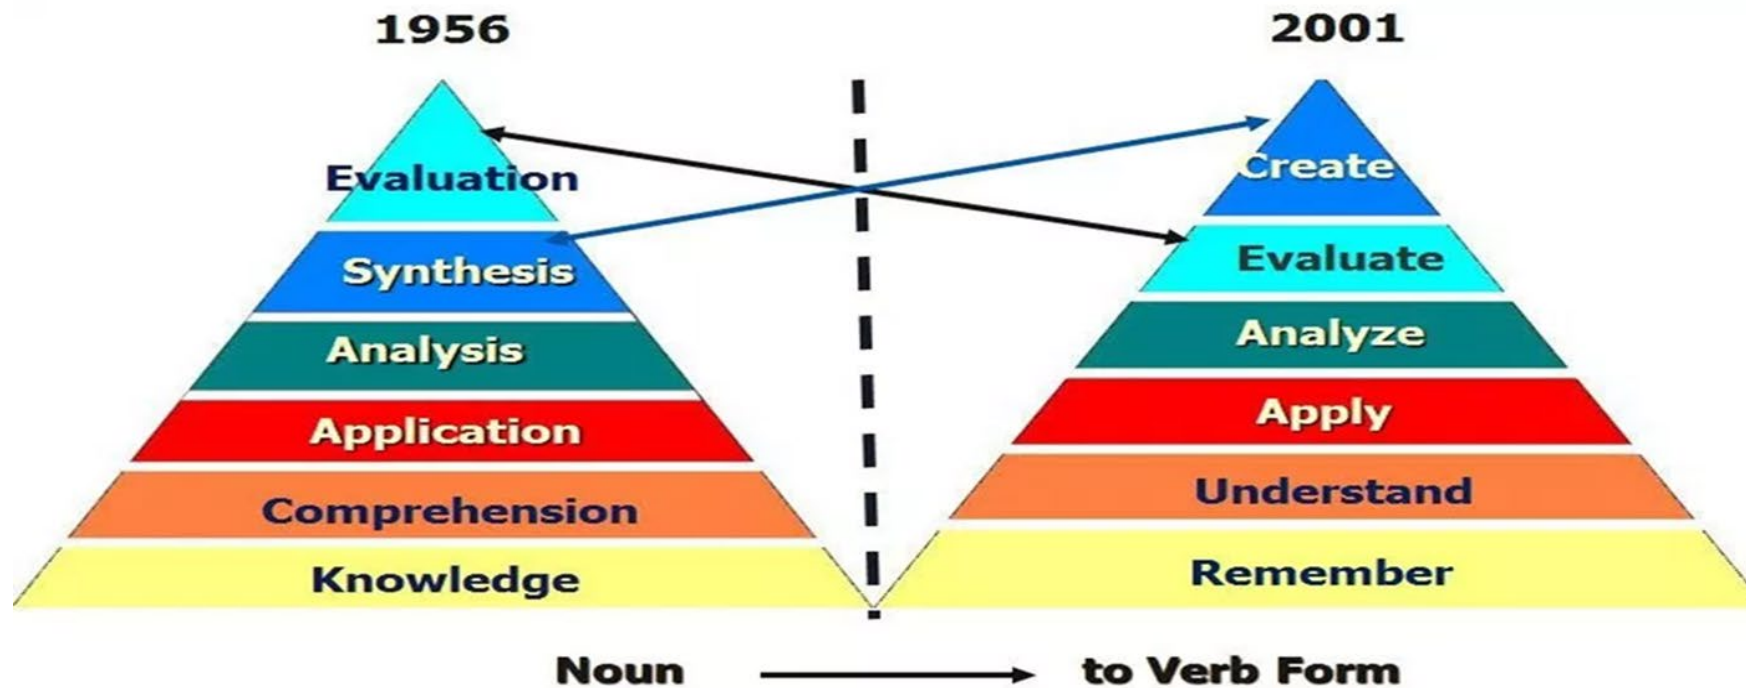 1956
2001
Evaluation
Synthesis
Analysis
Application
Comprehension
Knowledge
Create
Evaluate
Analyze
Apply
Understand
Remember
Noun
to Verb Form